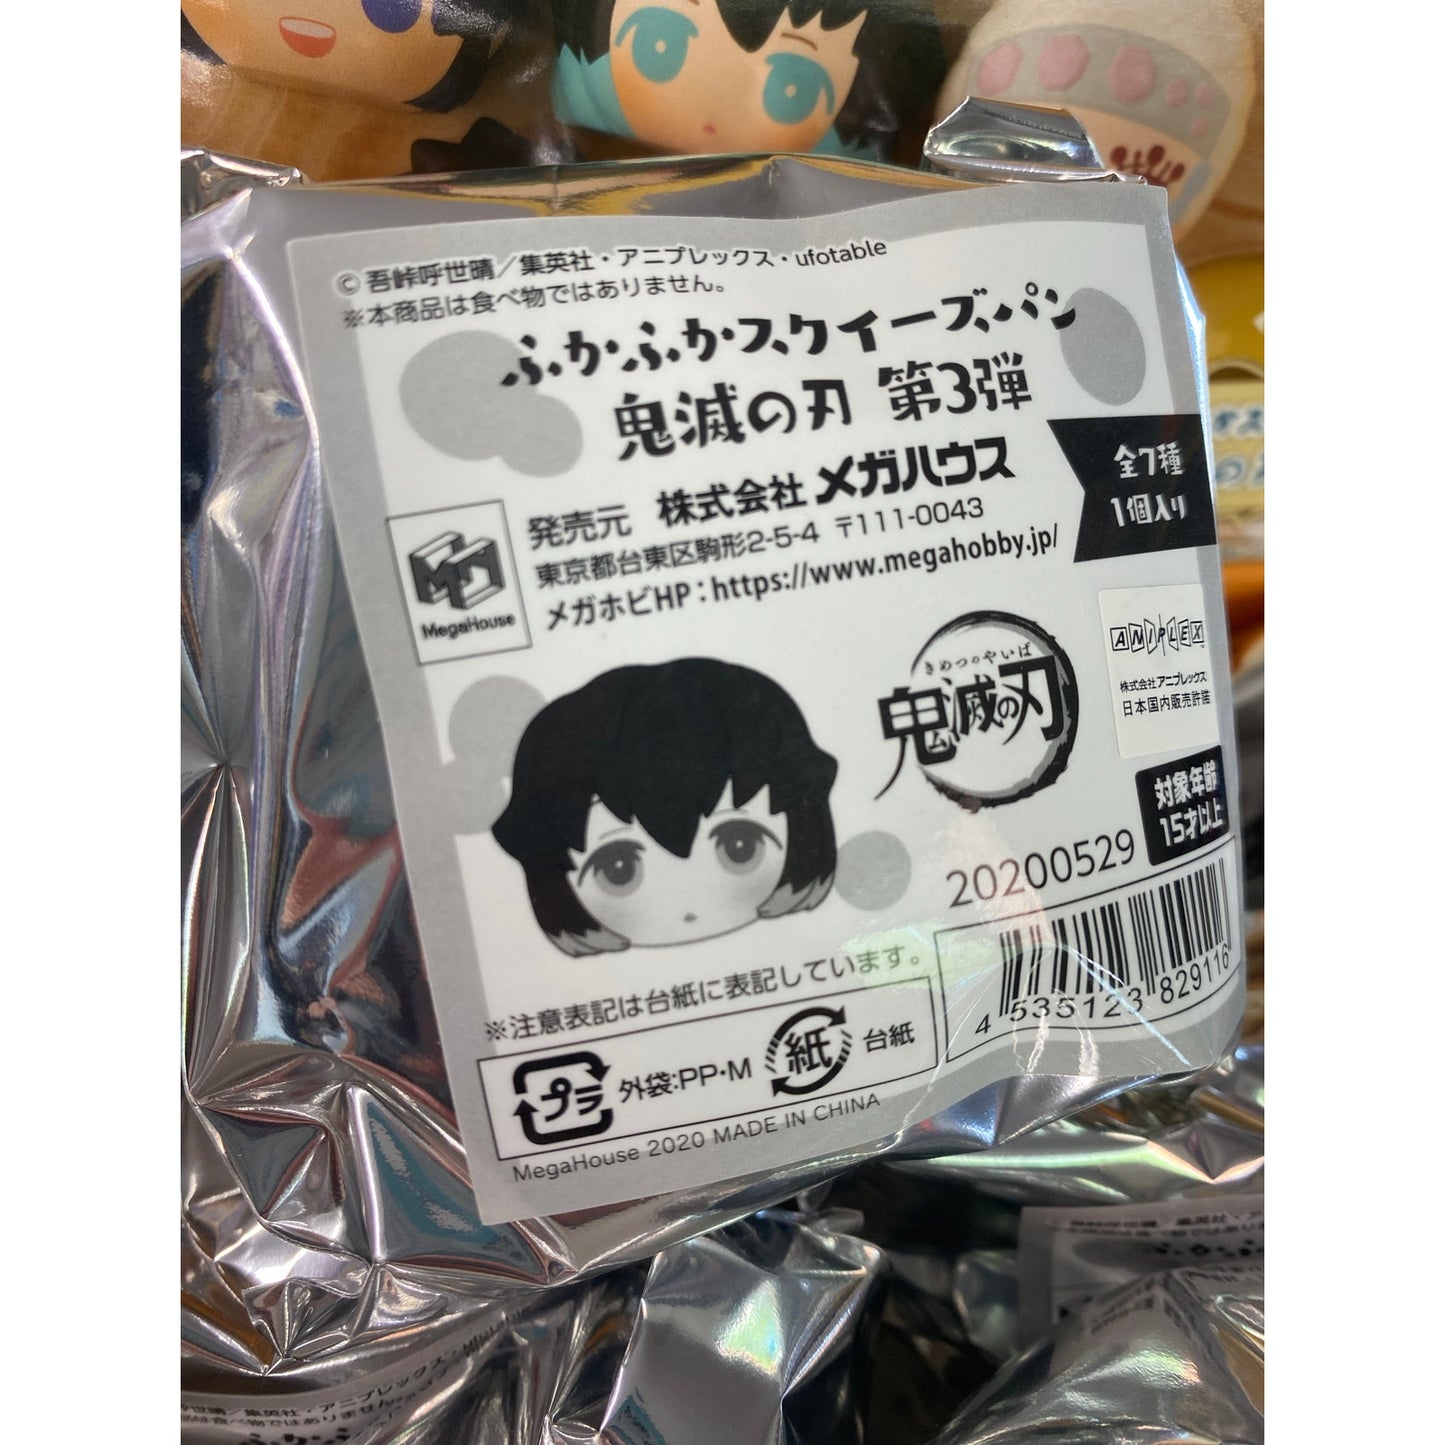 © 吾峠呼世晴／集英社・アニプレックス・ufotable
※本商品は食べ物ではありません。
ふかふかスクイーズパン
鬼滅の刃 第3弾
全7種
1個入り
発売元 株式会社 メガハウス
東京都台東区駒形2-5-4 〒111-0043
メガホビHP：https://www.megahobby.jp/
MegaHouse
きめつのやいば
鬼滅の刃
ANIPLEX
株式会社アニプレックス
日本国内販売許諾
対象年齢
15才以上
20200529
4 535123 829116
※注意表記は台紙に表記しています。
プラ 外袋:PP・M 紙 台紙
MegaHouse 2020 MADE IN CHINA